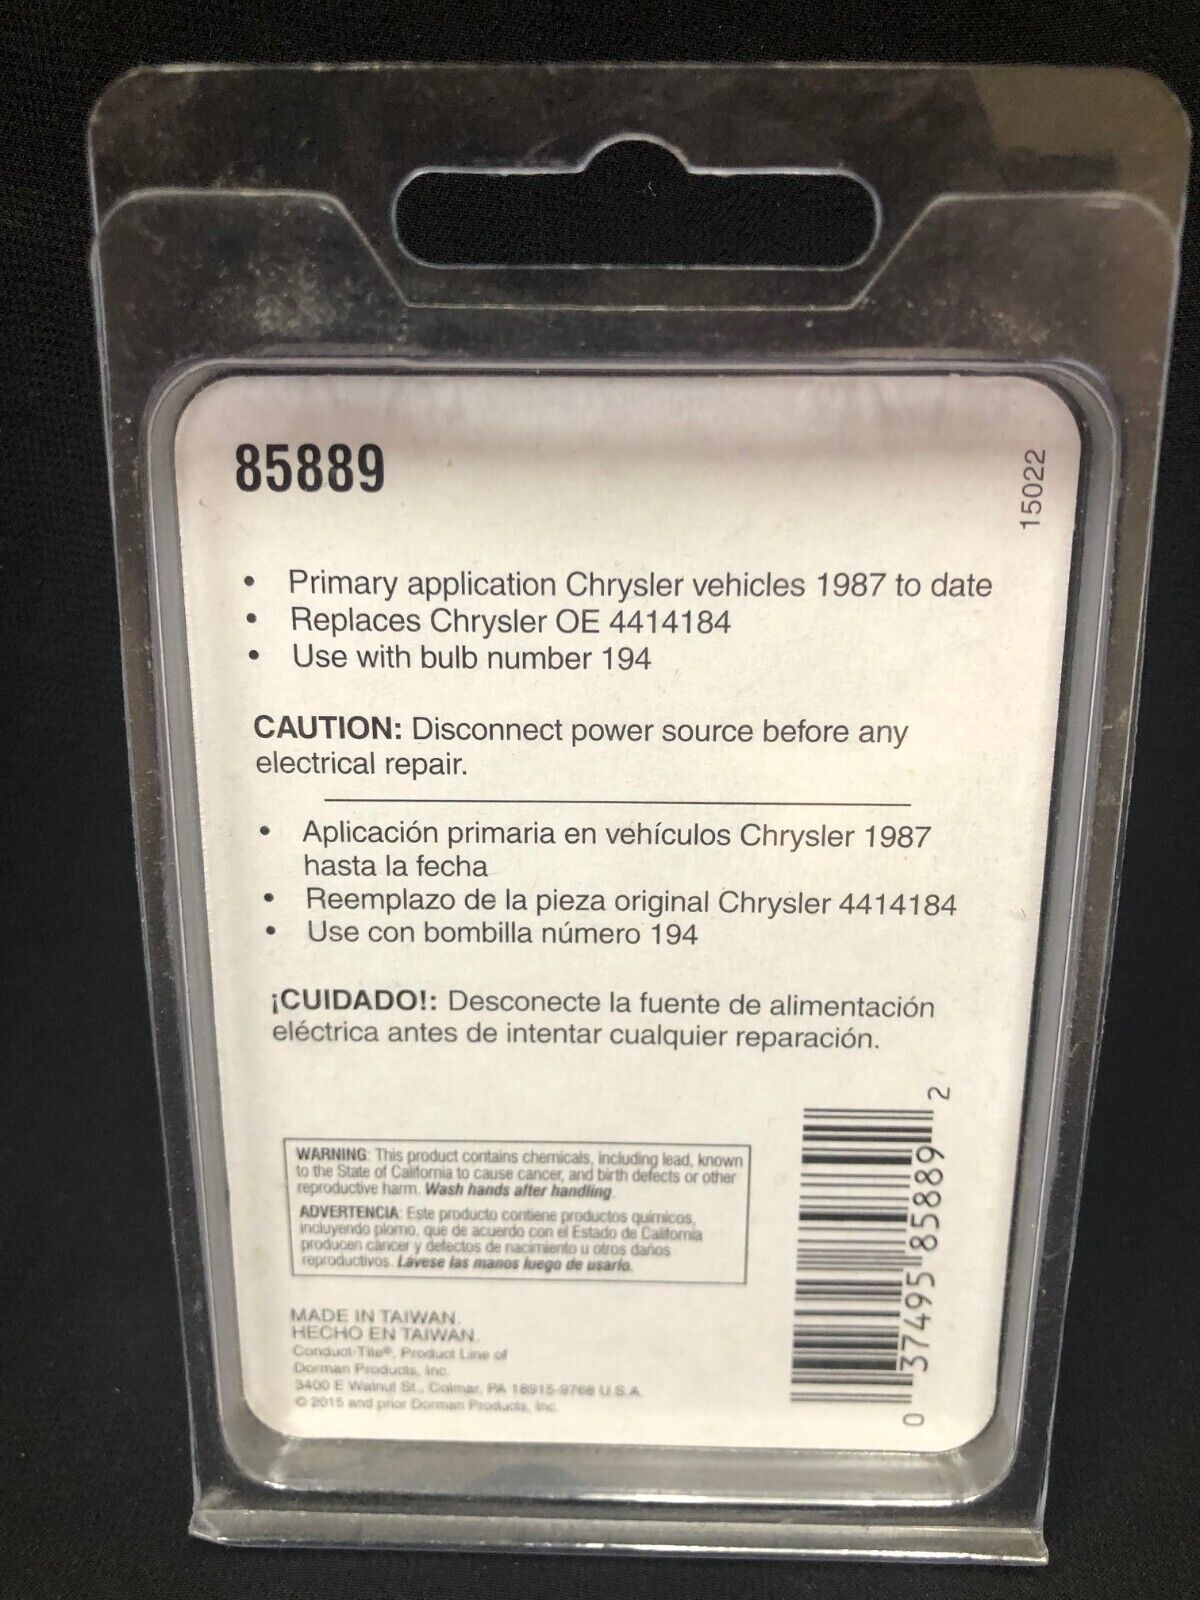 85889
15022
• Primary application Chrysler vehicles 1987 to date
• Replaces Chrysler OE 4414184
• Use with bulb number 194
CAUTION: Disconnect power source before any
electrical repair.
• Aplicación primaria en vehículos Chrysler 1987
hasta la fecha
• Reemplazo de la pieza original Chrysler 4414184
• Use con bombilla número 194
¡CUIDADO!: Desconecte la fuente de alimentación
eléctrica antes de intentar cualquier reparación.
WARNING: This product contains chemicals, including lead, known
to the State of California to cause cancer, and birth defects or other
reproductive harm. Wash hands after handling.
ADVERTENCIA: Este producto contiene productos químicos,
incluyendo plomo, que de acuerdo con el Estado de California
producen cáncer y defectos de nacimiento u otros daños
reproductivos. Lávese las manos luego de usarlo.
MADE IN TAIWAN.
HECHO EN TAIWAN.
Conduct-Tite®, Product Line of
Dorman Products, Inc.
3400 E Walnut St., Colmar, PA 18915-9768 U.S.A.
© 2015 and prior Dorman Products, Inc.
0 37495 85889 2